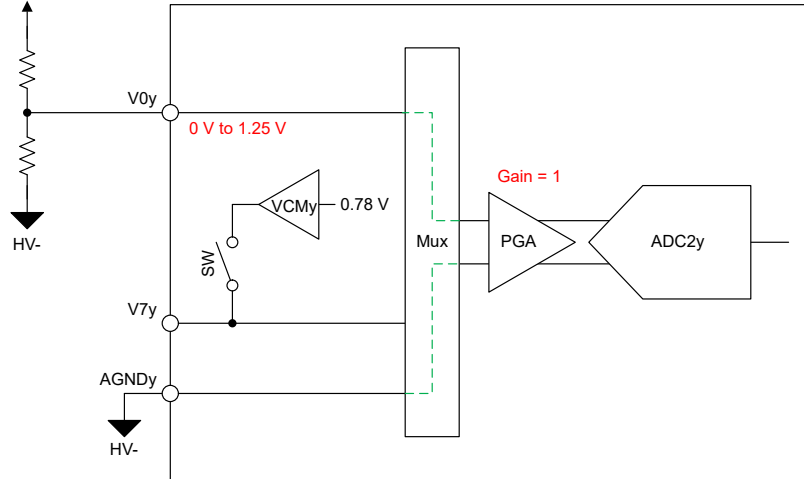 V0y
0 V to 1.25 V
HV-
VCMy
0.78 V
SW
Gain = 1
Mux
PGA
ADC2y
V7y
AGNDy
HV-